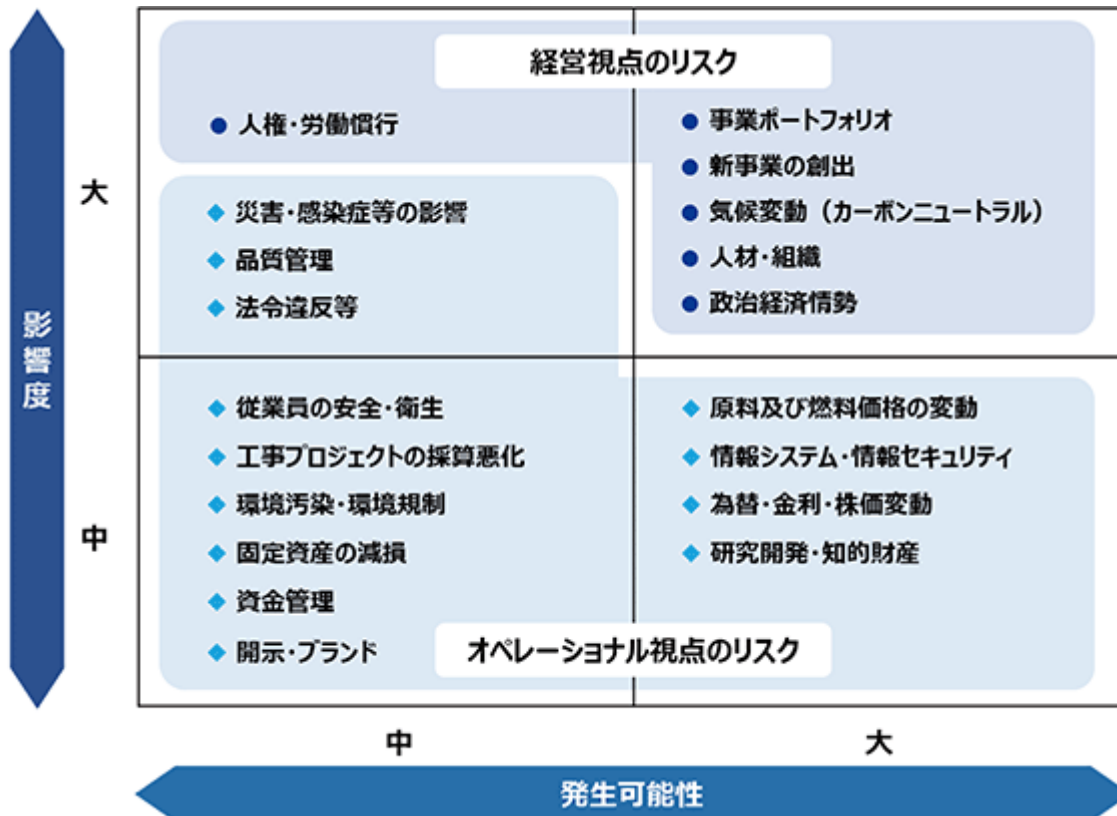 経営視点のリスク
● 人権・労働慣行
● 事業ポートフォリオ
● 新事業の創出
● 気候変動（カーボンニュートラル）
● 人材・組織
● 政治経済情勢
大
◆ 災害・感染症等の影響
◆ 品質管理
◆ 法令違反等
影響度
中
◆ 従業員の安全・衛生
◆ 工事プロジェクトの採算悪化
◆ 環境汚染・環境規制
◆ 固定資産の減損
◆ 資金管理
◆ 開示・ブランド
◆ 原料及び燃料価格の変動
◆ 情報システム・情報セキュリティ
◆ 為替・金利・株価変動
◆ 研究開発・知的財産
オペレーショナル視点のリスク
中
大
発生可能性